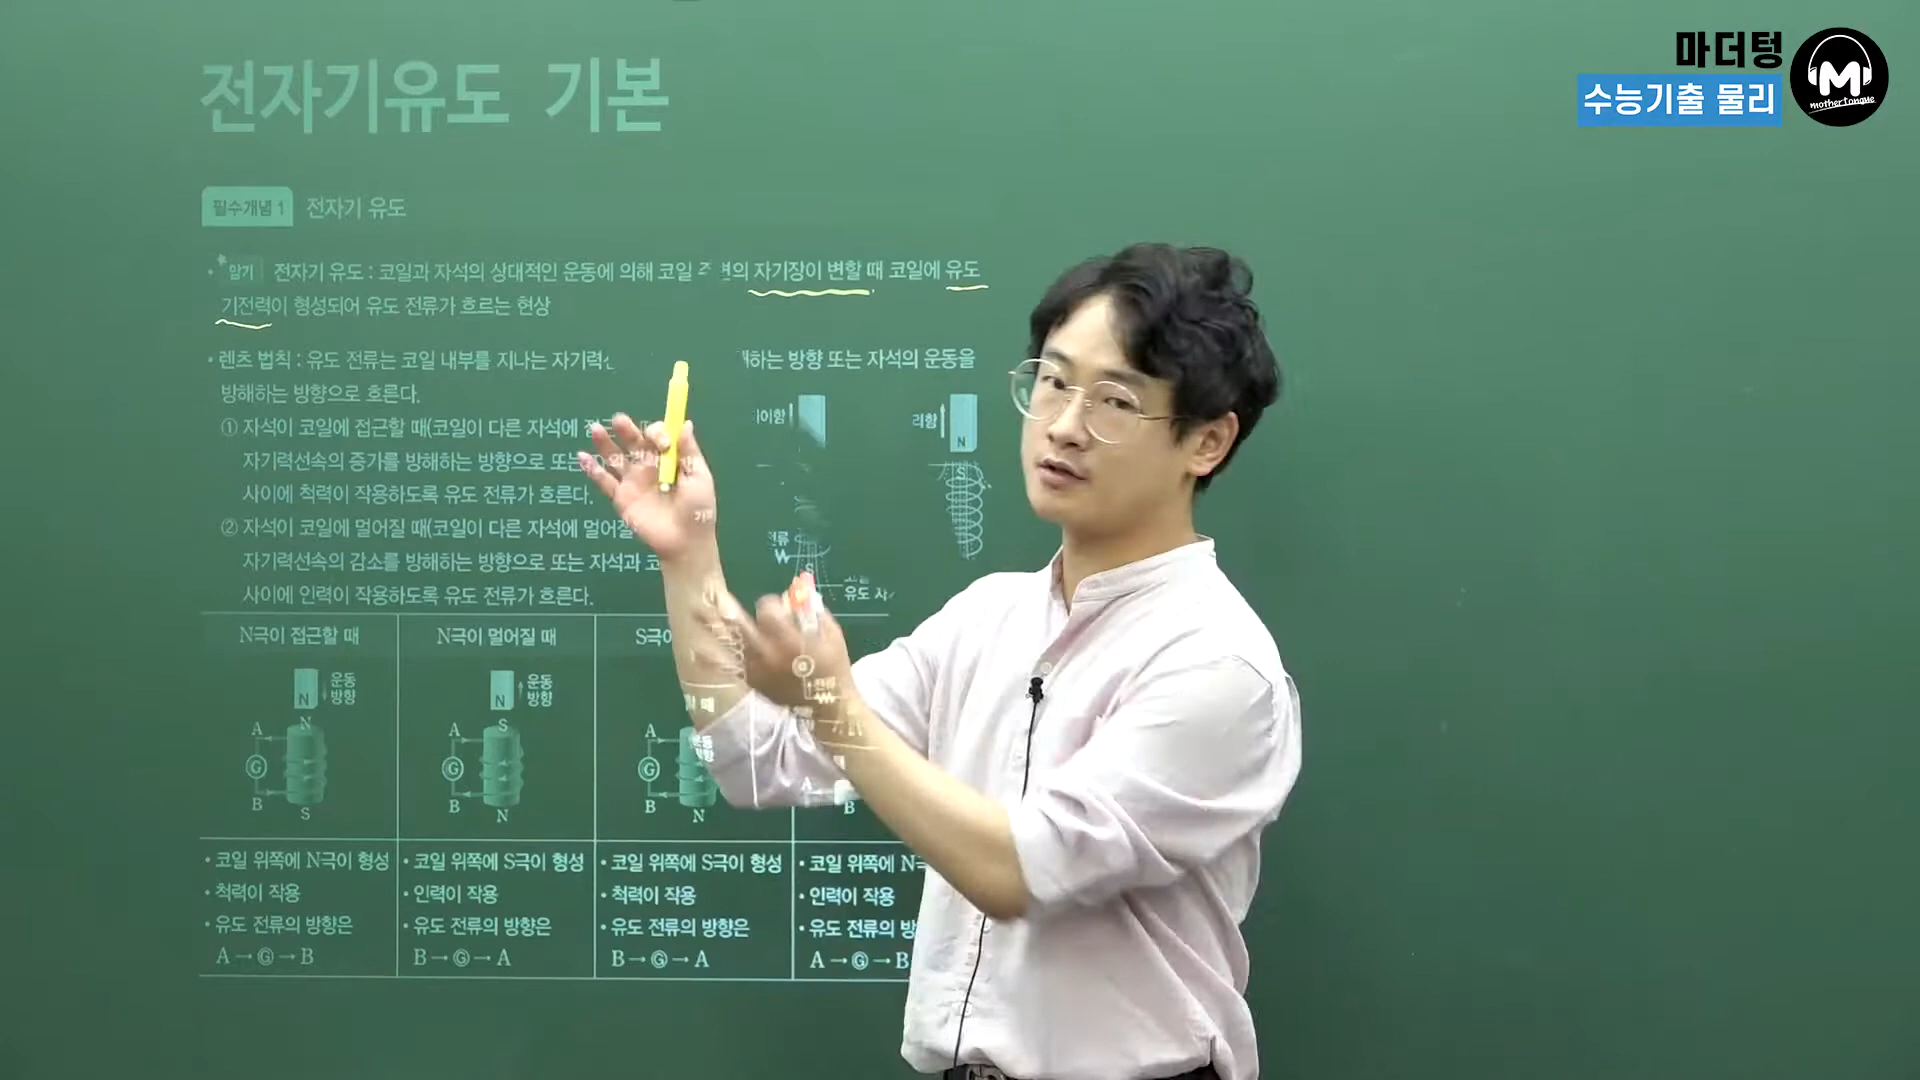 마더텅
수능기출 물리
M
mothertongue
전자기유도 기본
필수개념 1 전자기 유도
• 암기 전자기 유도 : 코일과 자석의 상대적인 운동에 의해 코일 의 자기장이 변할 때 코일에 유도
기전력이 형성되어 유도 전류가 흐르는 현상
• 렌츠 법칙 : 유도 전류는 코일 내부를 지나는 하는 방향 또는 자석의 운동을
방해하는 방향으로 흐른다.
① 자석이 코일에 접근할 때(코일이 다른 자석에
자기력선속의 증가를 방해하는 방향으로 또는
사이에 척력이 작용하도록 유도 전류가 흐른다.
② 자석이 코일에 멀어질 때(코일이 다른 자석에
자기력선속의 감소를 방해하는 방향으로 또는 자석과
사이에 인력이 작용하도록 유도 전류가 흐른다.
N
S
유도
N극이 접근할 때 N극이 멀어질 때 S극이
N 운동 방향 N 운동 방향
N S
A A A
G G G
B B B B
S N N
• 코일 위쪽에 N극이 형성 • 코일 위쪽에 S극이 형성 • 코일 위쪽에 S극이 형성 • 코일 위쪽에
• 척력이 작용 • 인력이 작용 • 척력이 작용 • 인력이 작용
• 유도 전류의 방향은 • 유도 전류의 방향은 • 유도 전류의 방향은 • 유도 전류의
A→Ⓖ→B B→Ⓖ→A B→Ⓖ→A A→Ⓖ→B